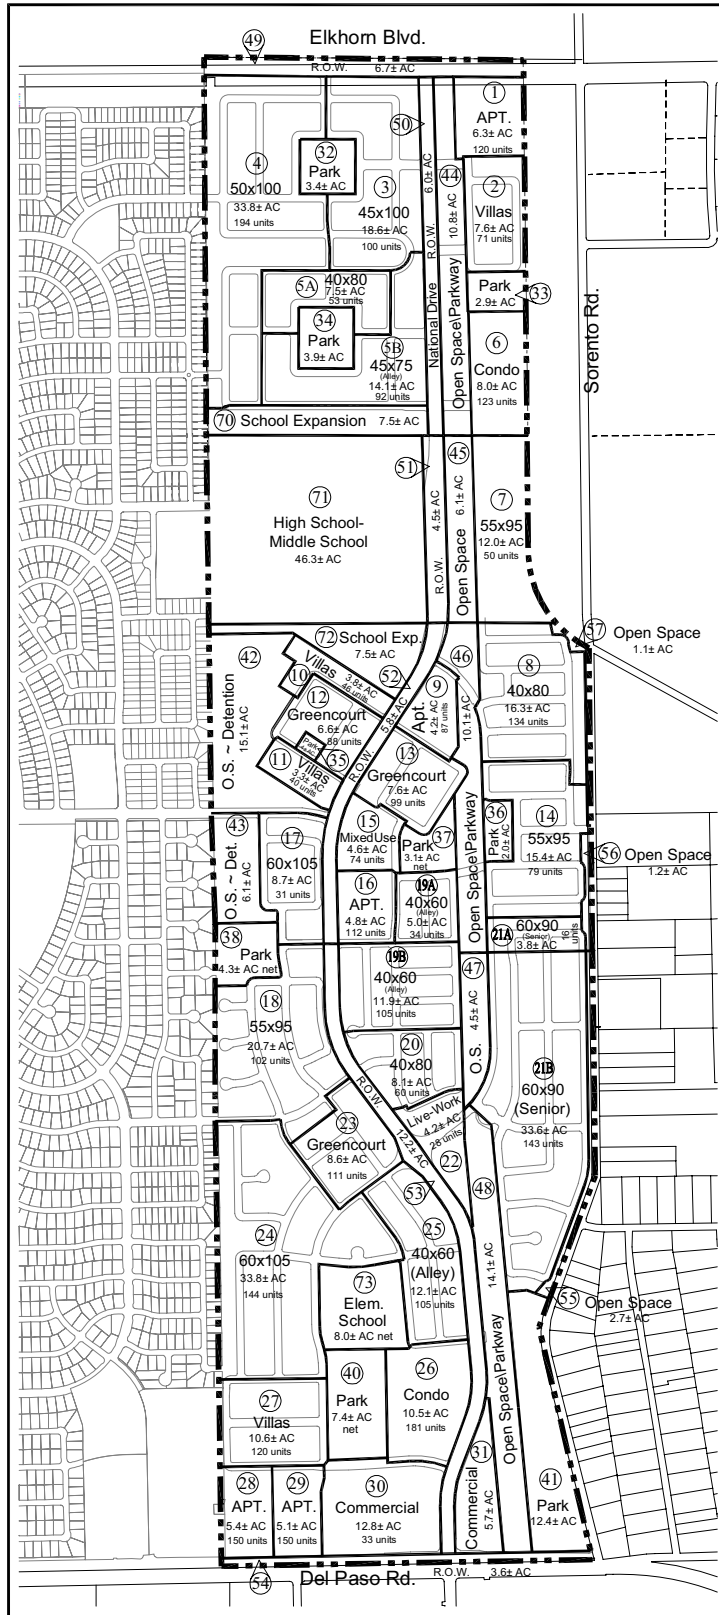 Elkhorn Blvd.
49
R.O.W. 6.7± AC
1
APT.
6.3± AC
120 units
50
4
50x100
33.8± AC
194 units
32
Park
3.4± AC
3
45x100
18.6± AC
100 units
6.0± AC
R.O.W.
National Drive
44
10.8± AC
Open Space\Parkway
2
Villas
7.6± AC
71 units
Park
2.9± AC
33
Sorento Rd.
5A
40x80
7.5± AC
53 units
34
Park
3.9± AC
5B
45x75
(Alley)
14.1± AC
92 units
6
Condo
8.0± AC
123 units
70 School Expansion 7.5± AC
45
6.1± AC
Open Space
51
4.5± AC
R.O.W.
71
High School-
Middle School
46.3± AC
7
55x95
12.0± AC
50 units
57
Open Space
1.1± AC
72 School Exp.
7.5± AC
42
O.S. ~ Detention
15.1± AC
Villas
3.8± AC
46 units
10
52
5.8± AC
R.O.W.
46
10.1± AC
Open Space\Parkway
9
Apt.
4.2± AC
87 units
8
40x80
16.3± AC
134 units
12
Greencourt
6.6± AC
88 units
Park
35
11
Villas
3.3± AC
40 units
13
Greencourt
7.6± AC
99 units
43
O.S. ~ Det.
6.1± AC
17
60x105
8.7± AC
31 units
15
MixedUse
4.6± AC
74 units
37
Park
3.1± AC
net
36
Park
2.0± AC
14
55x95
15.4± AC
79 units
56 Open Space
1.2± AC
16
APT.
4.8± AC
112 units
19A
40x60
(Alley)
5.0± AC
34 units
21A
60x90
(Senior)
3.8± AC
16
units
38
Park
4.3± AC net
19B
40x60
(Alley)
11.9± AC
105 units
47
4.5± AC
O.S.
18
55x95
20.7± AC
102 units
20
40x80
8.1± AC
60 units
21B
60x90
(Senior)
33.6± AC
143 units
R.O.W.
12.2± AC
Live-Work
4.2± AC
28 units
22
23
Greencourt
8.6± AC
111 units
53
48
14.1± AC
Open Space\Parkway
24
60x105
33.8± AC
144 units
25
40x60
(Alley)
12.1± AC
105 units
73
Elem.
School
8.0± AC net
55
Open Space
2.7± AC
40
Park
7.4± AC
net
26
Condo
10.5± AC
181 units
27
Villas
10.6± AC
120 units
28
APT.
5.4± AC
150 units
29
APT.
5.1± AC
150 units
30
Commercial
12.8± AC
33 units
31
Commercial
5.7± AC
41
Park
12.4± AC
54
Del Paso Rd.
R.O.W. 3.6± AC